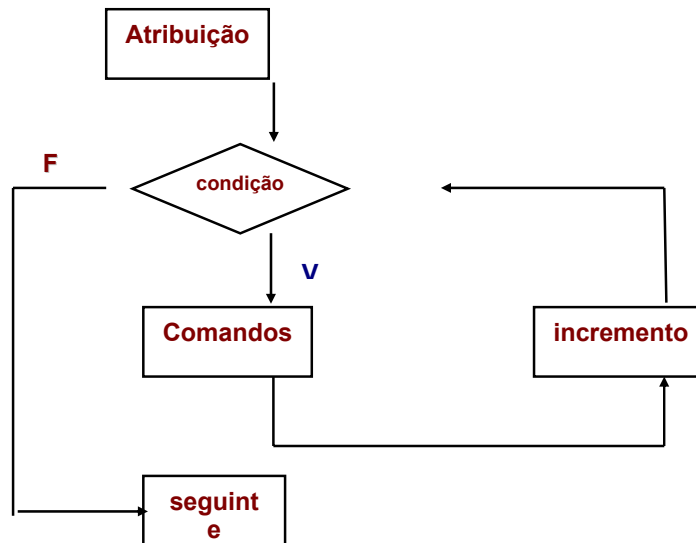 Atribuição
F
condição
V
Comandos
incremento
seguint
e